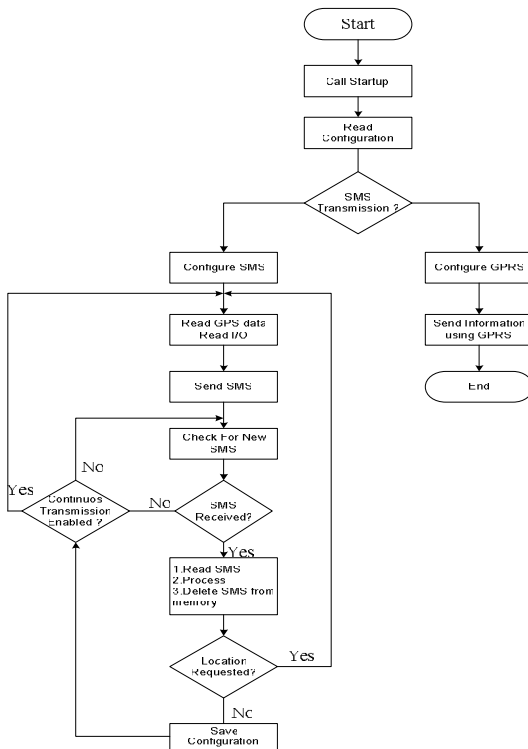 Start
Call Startup
Read
Configuration
SMS
Transmission ?
Configure SMS
Configure GPRS
Read GPS data
Read I/O
Send Information
using GPRS
Send SMS
End
Check For New
SMS
No
Yes
Continuos
Transmission
Enabled ?
No
SMS
Received?
Yes
1.Read SMS
2.Process
3.Delete SMS from
memory
Location
Requested?
Yes
No
Save
Configuration